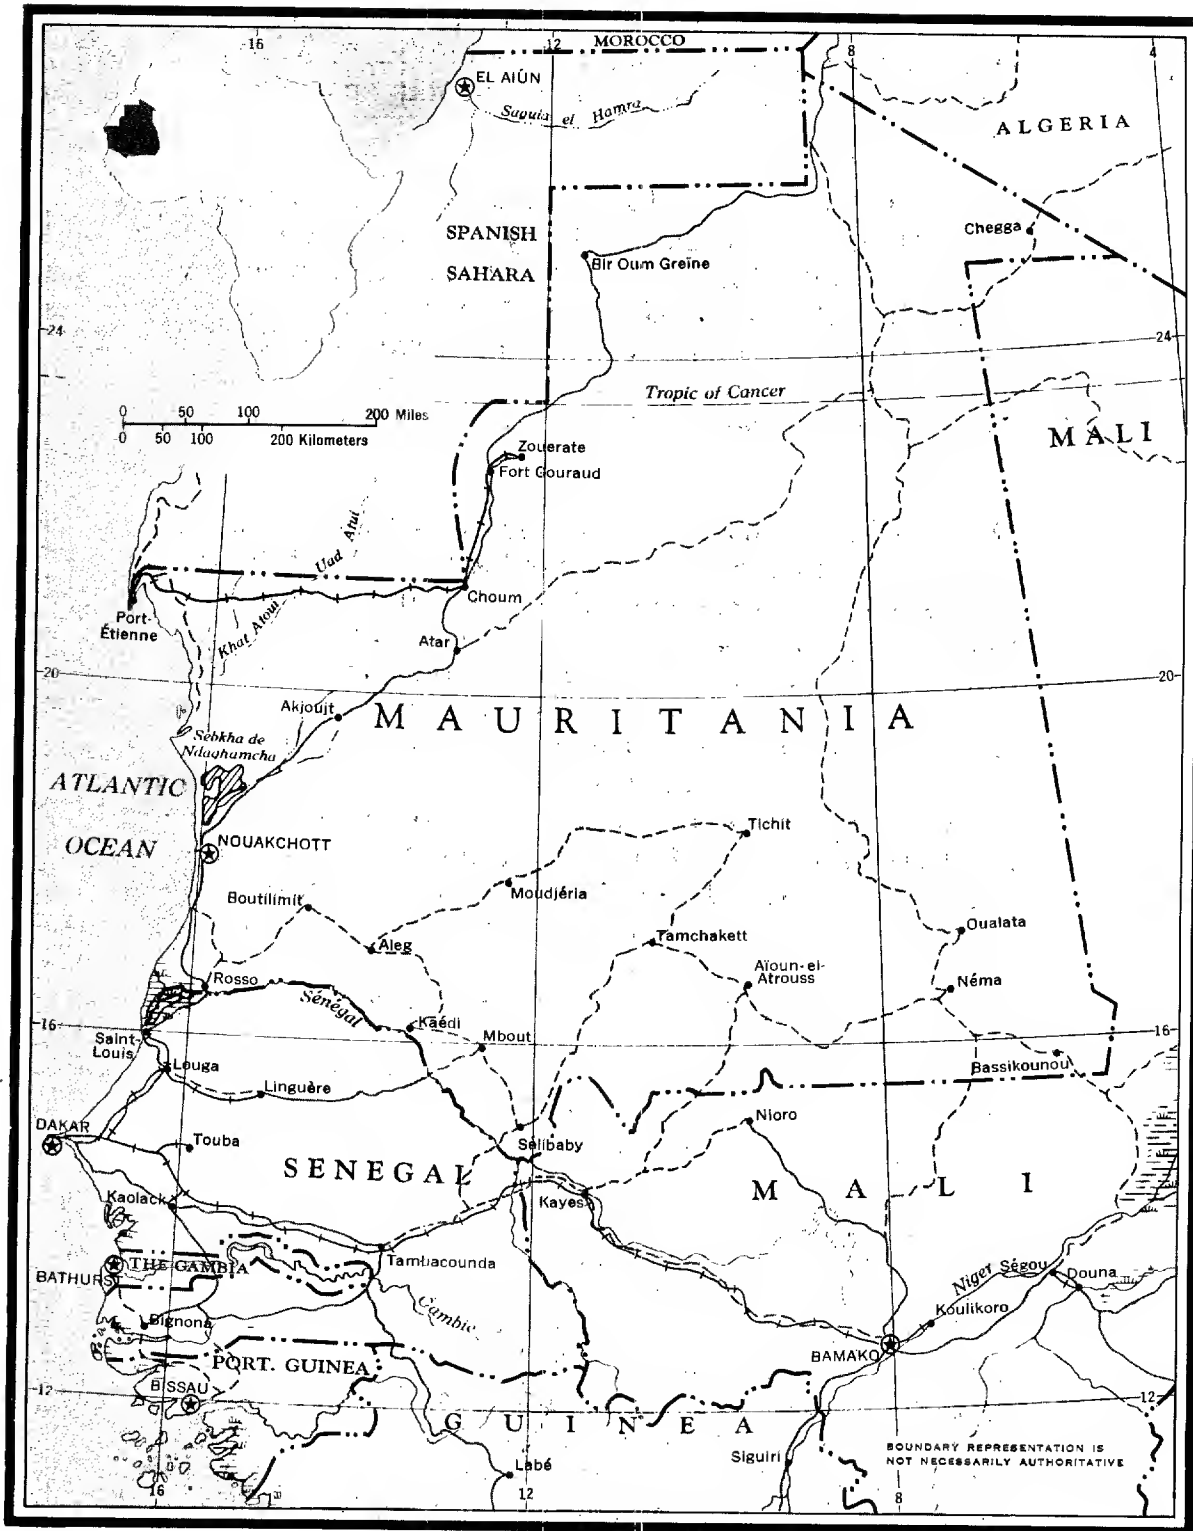 16
12
8
4
MOROCCO
EL AIÚN
Saguia el Hamra
ALGERIA
SPANISH
SAHARA
Chegga
Bir Oum Greïne
24
24
Tropic of Cancer
0 50 100 200 Miles
0 50 100 200 Kilometers
MALI
Zouerate
Fort Gouraud
Uad Atui
Choum
Port-
Étienne
Khat Atoui
Atar
20
20
Akjoujt
MAURITANIA
Sebkha de
Ndaghamcha
ATLANTIC
OCEAN
NOUAKCHOTT
Tichit
Boutilimit
Moudjéria
Aleg
Tamchakett
Oualata
Aïoun-el-
Atrouss
Rosso
Néma
Sénégal
Kaédi
16
16
Saint-
Louis
Mbout
Louga
Bassikounou
Linguère
Nioro
DAKAR
Touba
Sélibaby
SENEGAL
MALI
Kaolack
Kayes
THE GAMBIA
BATHURST
Tambacounda
Niger
Ségou
Douna
Gambie
Koulikoro
Bignona
BAMAKO
PORT. GUINEA
12
12
BISSAU
GUINEA
Siguiri
Labé
BOUNDARY REPRESENTATION IS
NOT NECESSARILY AUTHORITATIVE
16
12
8